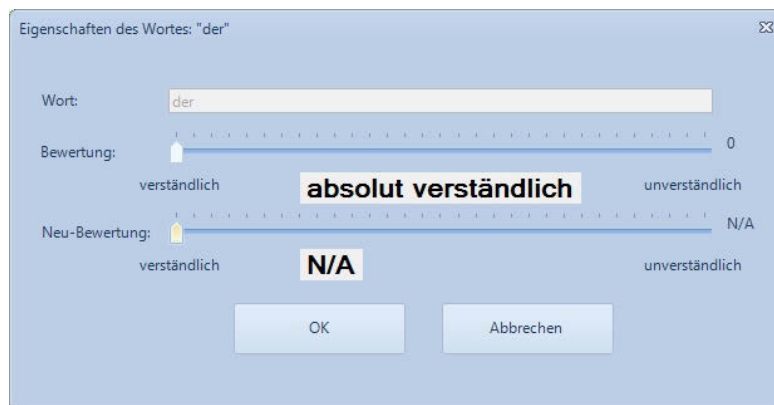 Eigenschaften des Wortes: "der"
Wort: der
Bewertung: 0
verständlich absolut verständlich unverständlich
Neu-Bewertung: N/A
verständlich N/A unverständlich
OK Abbrechen